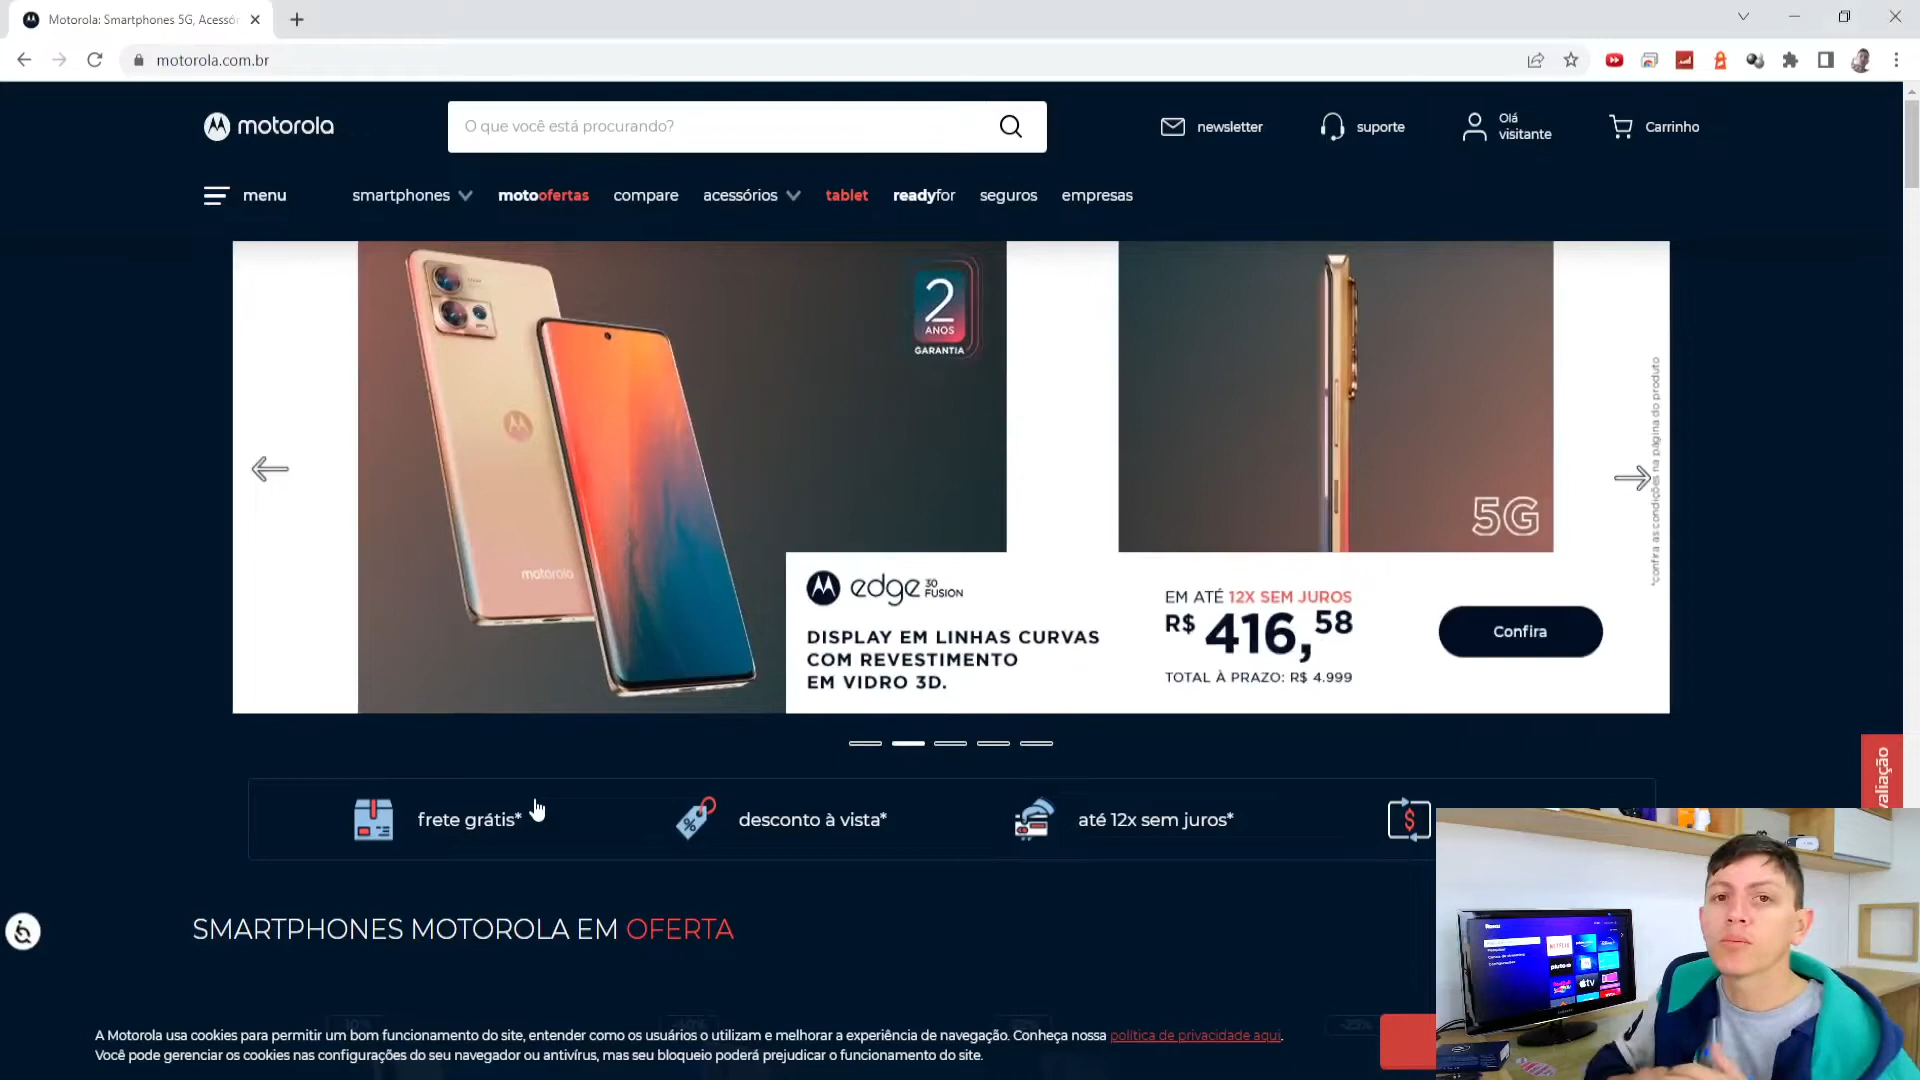 Motorola: Smartphones 5G, Acessór
motorola.com.br
motorola
O que você está procurando?
newsletter
suporte
Olá
visitante
Carrinho
menu
smartphones
motoofertas
compare
acessórios
tablet
readyfor
seguros
empresas
2
ANOS
GARANTIA
motorola
5G
*confira as condições na página do produto
edge 30 FUSION
DISPLAY EM LINHAS CURVAS
COM REVESTIMENTO
EM VIDRO 3D.
EM ATÉ 12X SEM JUROS
R$ 416,58
TOTAL À PRAZO: R$ 4.999
Confira
valiação
frete grátis*
desconto à vista*
até 12x sem juros*
SMARTPHONES MOTOROLA EM OFERTA
A Motorola usa cookies para permitir um bom funcionamento do site, entender como os usuários o utilizam e melhorar a experiência de navegação. Conheça nossa política de privacidade aqui.
Você pode gerenciar os cookies nas configurações do seu navegador ou antivírus, mas seu bloqueio poderá prejudicar o funcionamento do site.
Roku
NETFLIX
pluto tv
tv